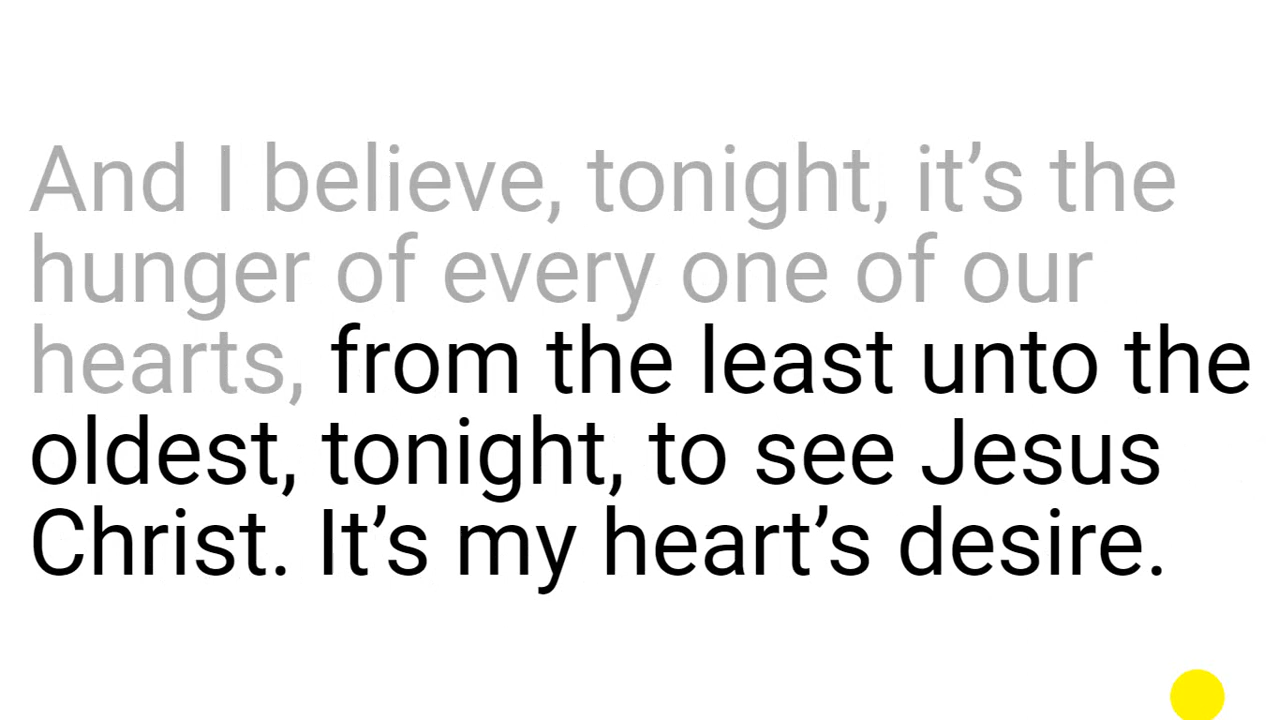 And I believe, tonight, it’s the
hunger of every one of our
hearts, from the least unto the
oldest, tonight, to see Jesus
Christ. It’s my heart’s desire.